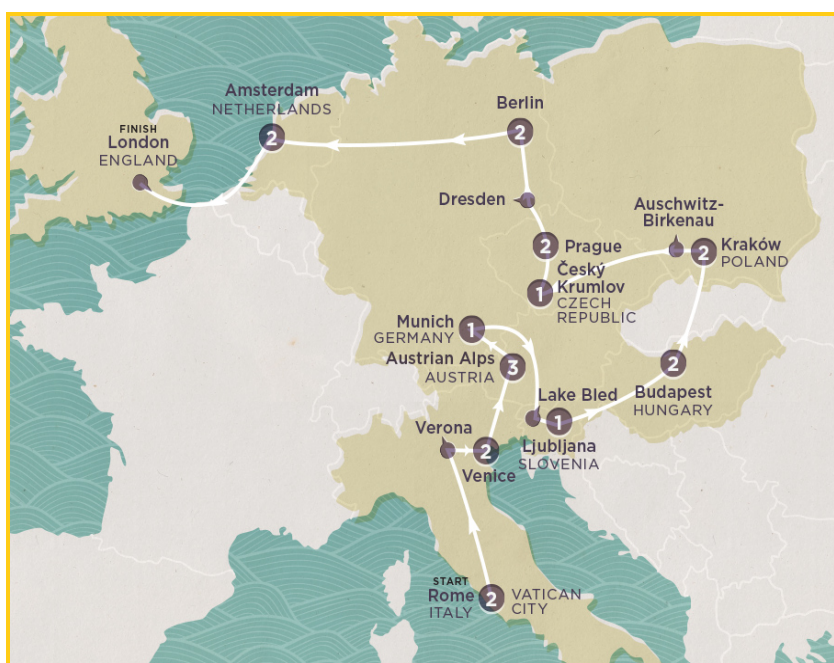 Amsterdam
NETHERLANDS
2
FINISH
London
ENGLAND
Berlin
2
Dresden
Auschwitz-
Birkenau
2
Prague
2
Kraków
POLAND
Český
Krumlov
CZECH
REPUBLIC
1
Munich
GERMANY
1
Austrian Alps
AUSTRIA
3
Lake Bled
1
Ljubljana
SLOVENIA
2
Budapest
HUNGARY
Verona
2
Venice
START
Rome
ITALY
2
VATICAN
CITY